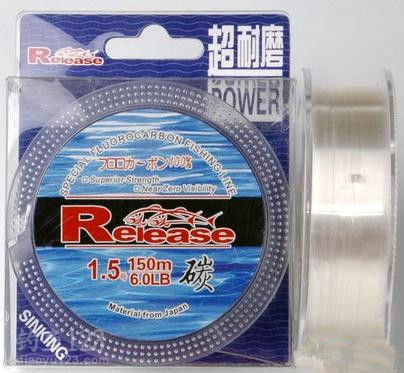 Release
超耐磨
POWER
SPECIAL FLUOROCARBON FISHING LINE
フロロカーボン100%
Superior Strength
Near Zero Visibility
Release
1.5 150m
6.0LB
碳
Material from Japan
SINKING